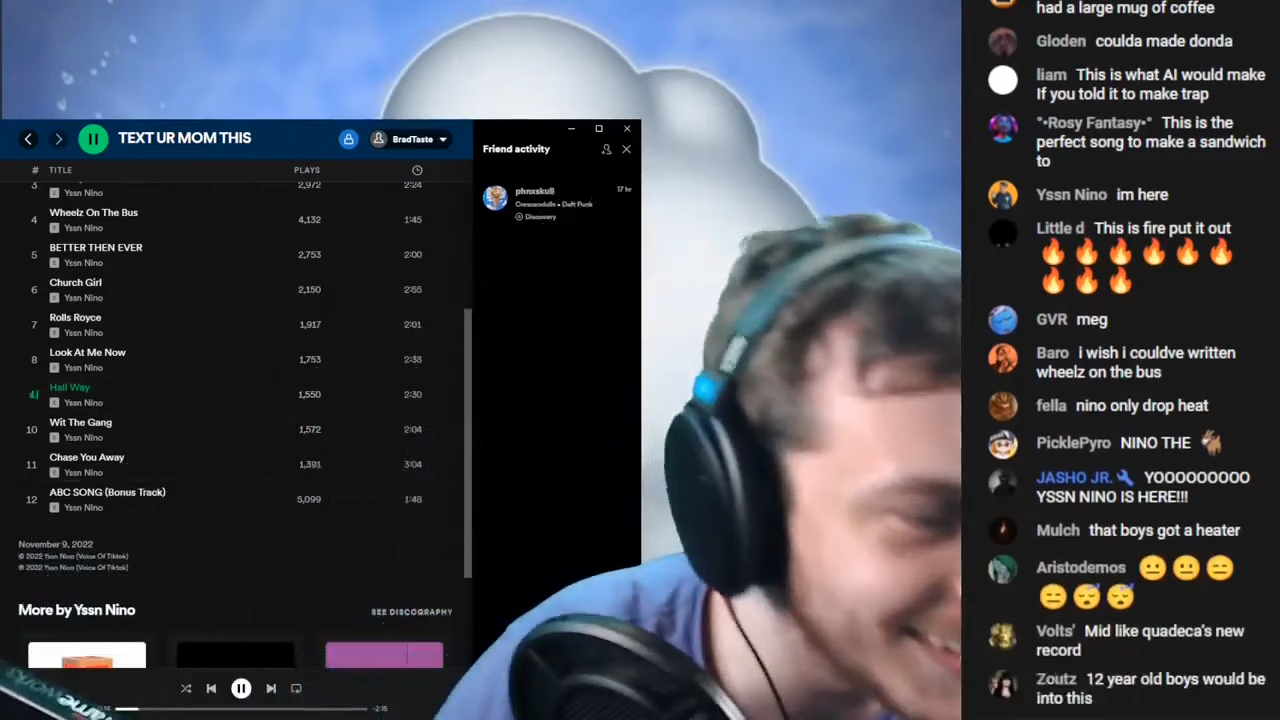 TEXT UR MOM THIS
BradTaste
# TITLE PLAYS
3 Yssn Nino 2,972 2:24
4 Wheelz On The Bus 4,132 1:45
Yssn Nino
5 BETTER THEN EVER 2,753 2:00
Yssn Nino
6 Church Girl 2,150 2:55
Yssn Nino
7 Rolls Royce 1,917 2:01
Yssn Nino
8 Look At Me Now 1,753 2:38
Yssn Nino
Hall Way 1,550 2:30
Yssn Nino
10 Wit The Gang 1,572 2:04
Yssn Nino
11 Chase You Away 1,391 3:04
Yssn Nino
12 ABC SONG (Bonus Track) 5,099 1:48
Yssn Nino
November 9, 2022
© 2022 Yssn Nino (Voice Of Tiktok)
℗ 2022 Yssn Nino (Voice Of Tiktok)
More by Yssn Nino SEE DISCOGRAPHY
-2:15
Friend activity
phnxskull 17 hr
Crescendolls • Daft Punk
Discovery
had a large mug of coffee
Gloden coulda made donda
liam This is what AI would make
If you told it to make trap
°•Rosy Fantasy•° This is the
perfect song to make a sandwich
to
Yssn Nino im here
Little d This is fire put it out
🔥🔥🔥🔥🔥🔥
🔥🔥🔥
GVR meg
Baro i wish i couldve written
wheelz on the bus
fella nino only drop heat
PicklePyro NINO THE 🐐
JASHO JR. 🔧 YOOOOOOOOO
YSSN NINO IS HERE!!!
Mulch that boys got a heater
Aristodemos 😐😐😑
😑😴😴
Volts' Mid like quadeca's new
record
Zoutz 12 year old boys would be
into this